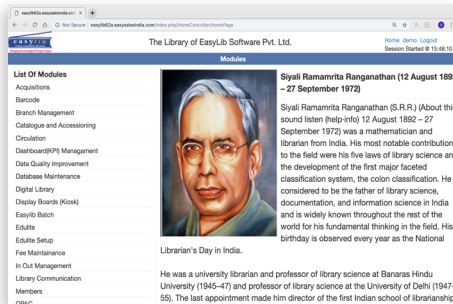 easylib62a.easysalesindia.com
Not Secure | easylib62a.easysalesindia.com/index.php/HomeController/homePage
EASYLIB
The Library of EasyLib Software Pvt. Ltd.
Home demo Logout
Session Started @ 15:48:10
Modules
List Of Modules
Acquisitions
Barcode
Branch Management
Catalogue and Accessioning
Circulation
Dashboard(KPI) Managament
Data Quality Improvement
Database Maintenance
Digital Library
Display Boards (Kiosk)
Easylib Batch
Edulite
Edulite Setup
Fee Maintainance
In Out Management
Library Communication
Members
OPAC
Siyali Ramamrita Ranganathan (12 August 189
– 27 September 1972)
Siyali Ramamrita Ranganathan (S.R.R.) (About thi
sound listen (help·info) 12 August 1892 – 27
September 1972) was a mathematician and
librarian from India. His most notable contribution
to the field were his five laws of library science an
the development of the first major faceted
classification system, the colon classification. He
considered to be the father of library science,
documentation, and information science in India
and is widely known throughout the rest of the
world for his fundamental thinking in the field. His
birthday is observed every year as the National
Librarian's Day in India.
He was a university librarian and professor of library science at Banaras Hindu
University (1945–47) and professor of library science at the University of Delhi (1947-
55). The last appointment made him director of the first Indian school of librarianship